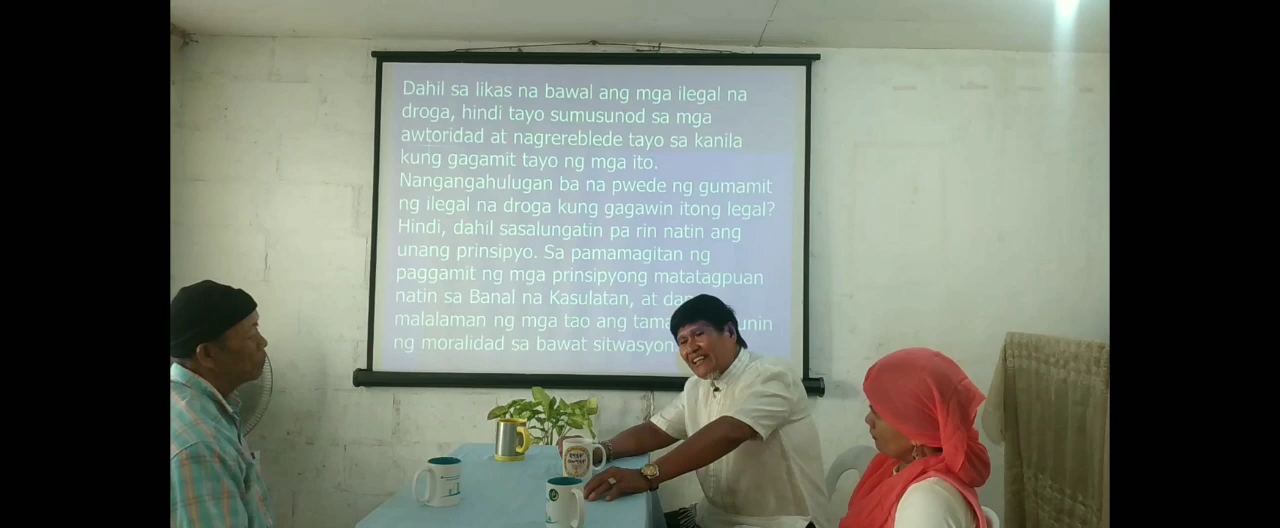 Dahil sa likas na bawal ang mga ilegal na
droga, hindi tayo sumusunod sa mga
awtoridad at nagrereblede tayo sa kanila
kung gagamit tayo ng mga ito.
Nangangahulugan ba na pwede ng gumamit
ng ilegal na droga kung gagawin itong legal?
Hindi, dahil sasalungatin pa rin natin ang
unang prinsipyo. Sa pamamagitan ng
paggamit ng mga prinsipyong matatagpuan
natin sa Banal na Kasulatan, at
malalaman ng mga tao ang
ng moralidad sa bawat sitwasyon